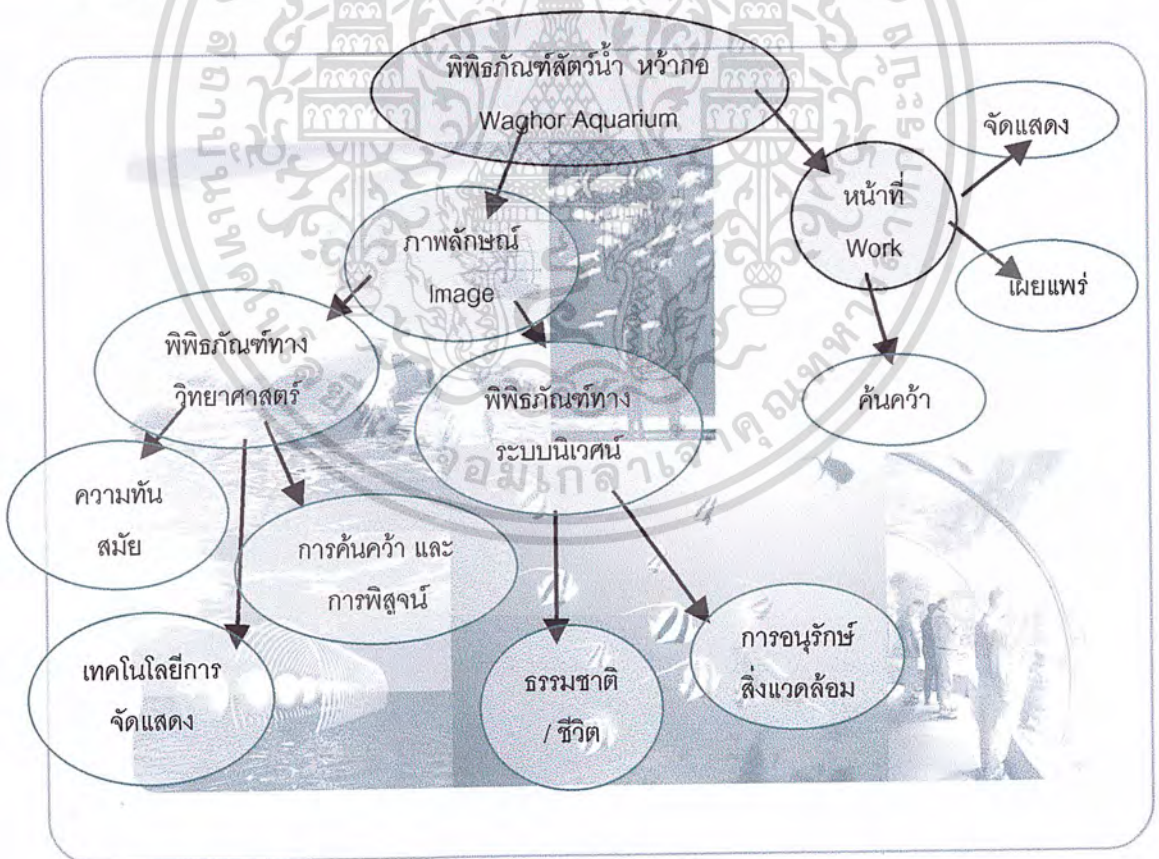 พิพิธภัณฑ์สัตว์น้ำ หว้ากอ
Waghor Aquarium
ภาพลักษณ์
Image
หน้าที่
Work
จัดแสดง
เผยแพร่
ค้นคว้า
พิพิธภัณฑ์ทาง
วิทยาศาสตร์
พิพิธภัณฑ์ทาง
ระบบนิเวศน์
ความทัน
สมัย
การค้นคว้า และ
การพิสูจน์
เทคโนโลยีการ
จัดแสดง
ธรรมชาติ
/ ชีวิต
การอนุรักษ์
สิ่งแวดล้อม